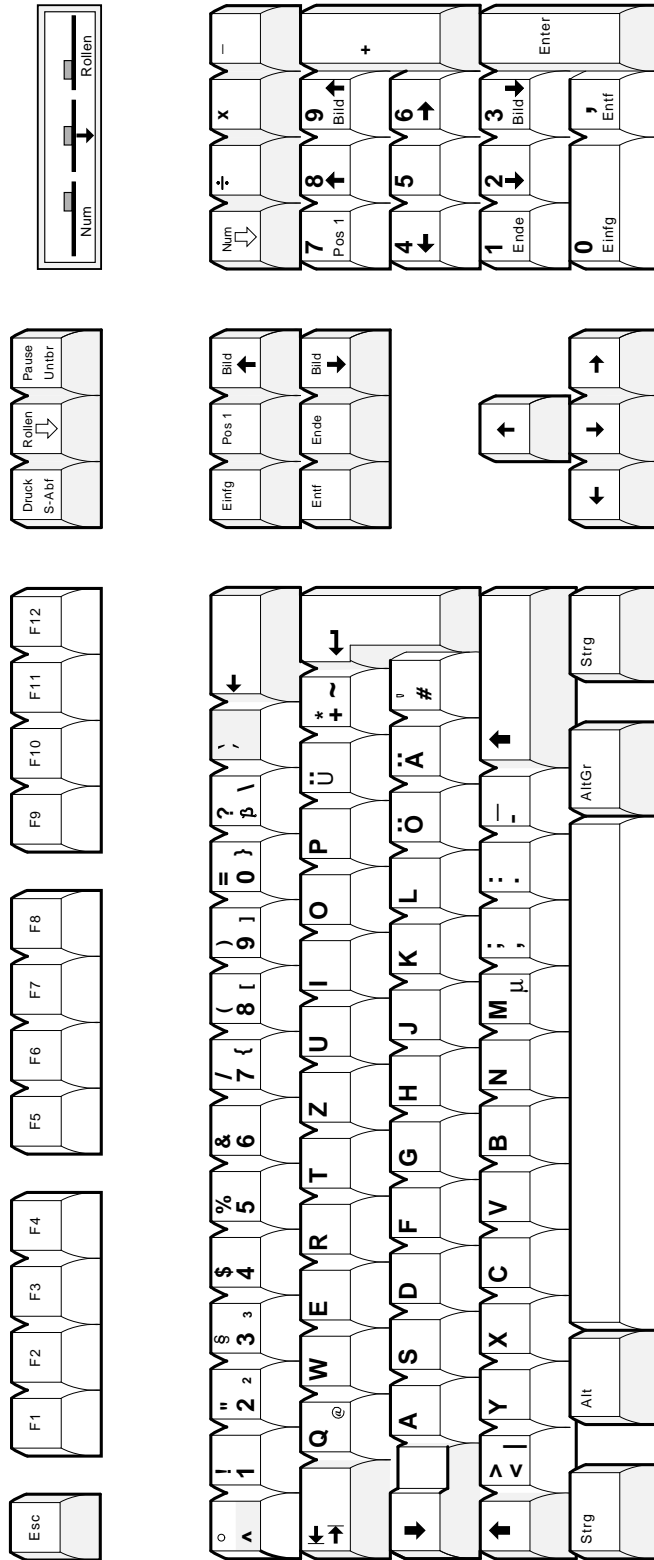 Esc F1 F2 F3 F4 F5 F6 F7 F8 F9 F10 F11 F12 Druck S-Abf Rollen ⇩ Pause Untbr Num ↓ Rollen
° ^ ! 1 " 2 ² § 3 ³ $ 4 % 5 & 6 / 7 { ( 8 [ ) 9 ] = 0 } ? ß \ ` ´ ← Einfg Pos 1 Bild ↑ Num ⇩ ÷ x −
⇤ ⇥ Q @ W E R T Z U I O P Ü * + ~ ↵ Entf Ende Bild ↓ 7 Pos 1 8 ↑ 9 Bild ↑ +
↓ A S D F G H J K L Ö Ä ' # 4 ← 5 6 →
↑ > < | Y X C V B N M µ ; , : . _ - ↑ ↑ 1 Ende 2 ↓ 3 Bild ↓ Enter
Strg Alt AltGr Strg ← ↓ → 0 Einfg , Entf